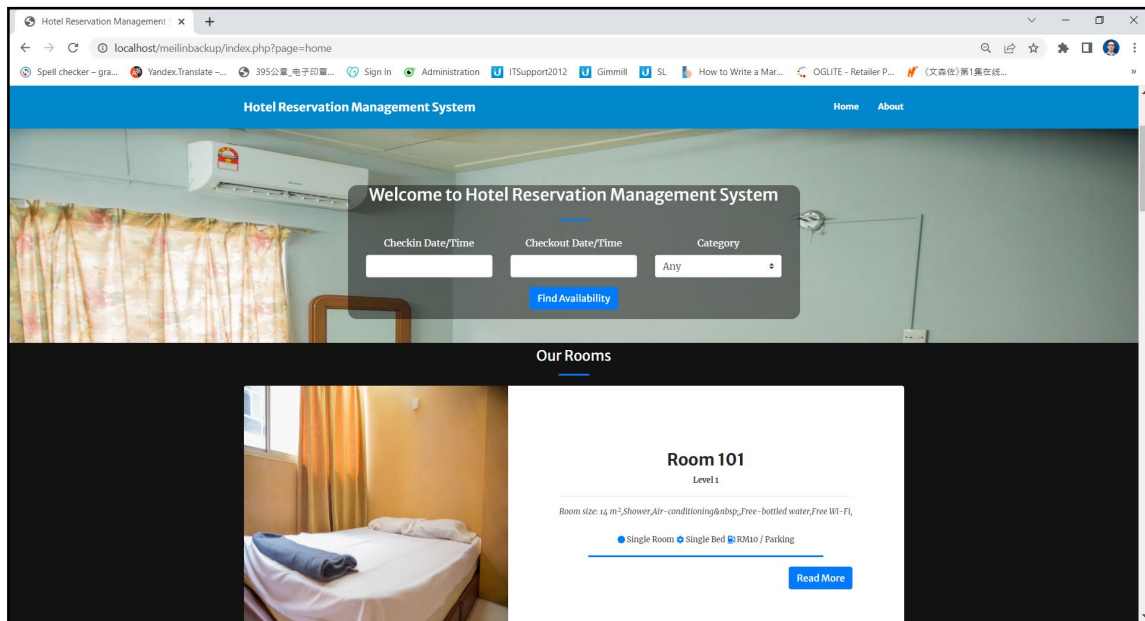 Hotel Reservation Management
localhost/meilinbackup/index.php?page=home
Spell checker – gra... Yandex.Translate –... 395公章_电子印章... Sign In Administration ITSupport2012 Gimmill SL How to Write a Mar... OGLITE - Retailer P... 《文森佐》第1集在线... »
Hotel Reservation Management System Home About
Welcome to Hotel Reservation Management System
Checkin Date/Time Checkout Date/Time Category
Any
Find Availability
Our Rooms
Room 101
Level 1
Room size: 14 m²,Shower,Air-conditioning&nbsp;,Free-bottled water,Free Wi-Fi,
Single Room Single Bed RM10 / Parking
Read More